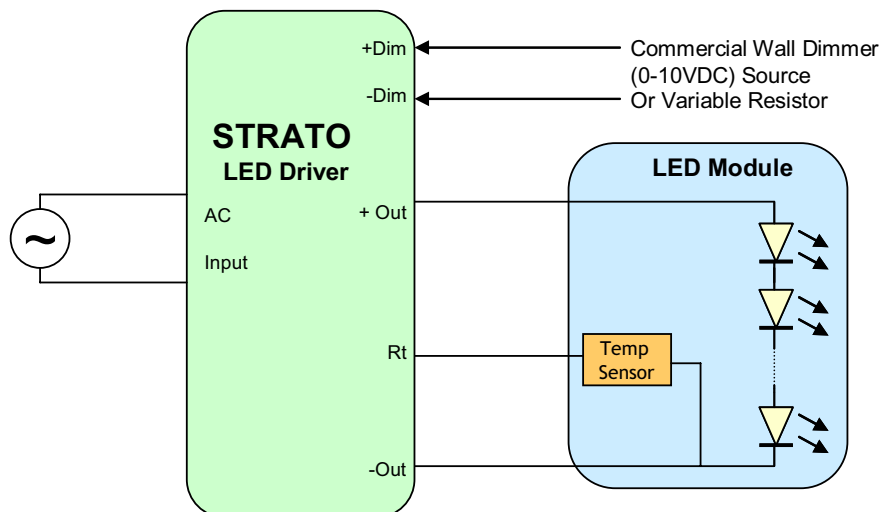 +Dim
-Dim
Commercial Wall Dimmer
(0-10VDC) Source
Or Variable Resistor
STRATO
LED Driver
LED Module
AC
Input
+ Out
Rt
Temp
Sensor
-Out
~